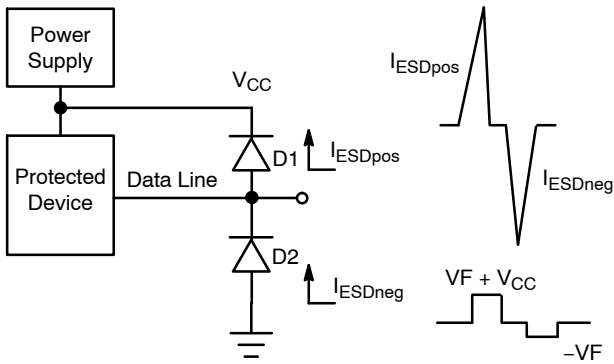 Power
Supply
V_CC
I_ESDpos
D1
I_ESDpos
Protected
Device
Data Line
I_ESDneg
D2
I_ESDneg
VF + V_CC
−VF